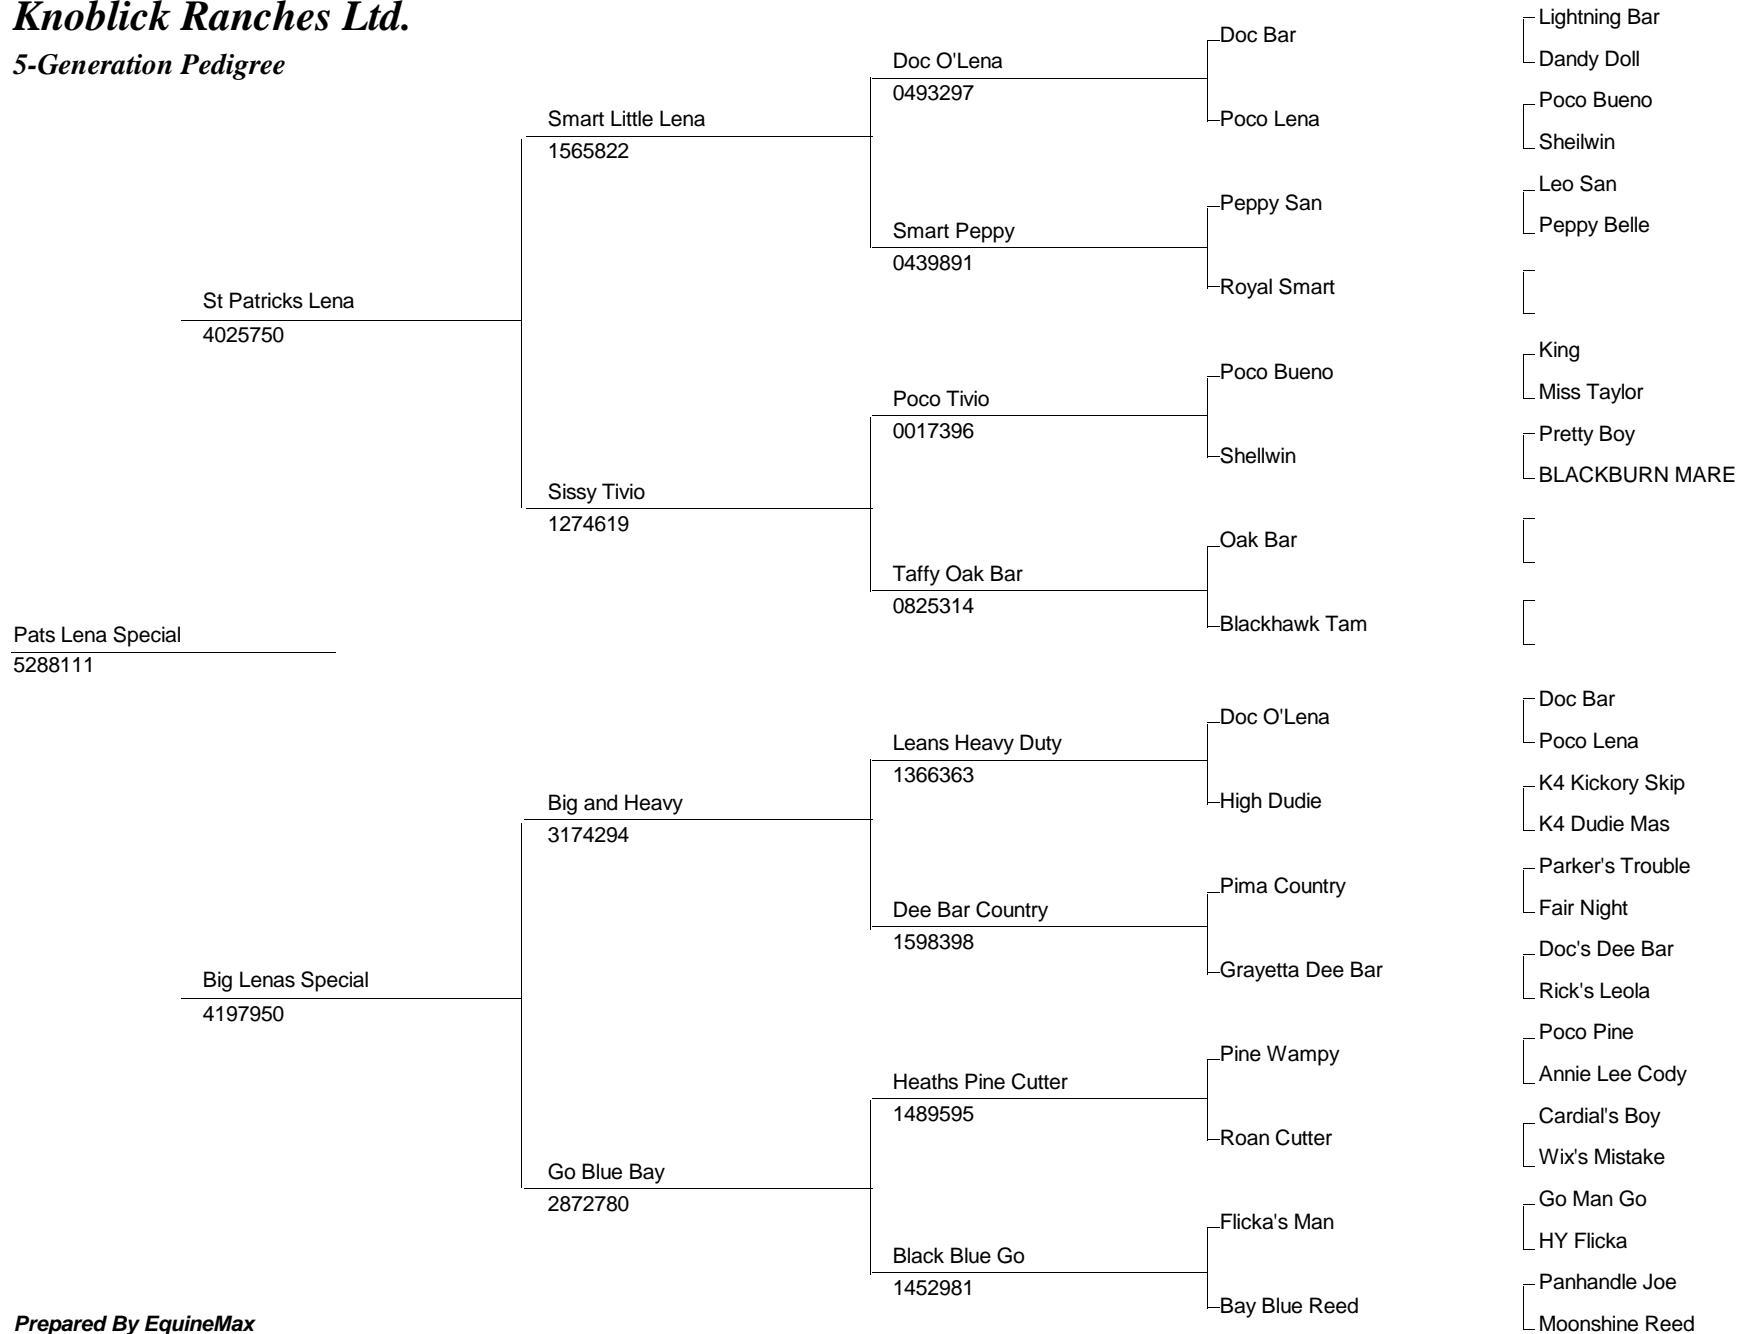 Knoblick Ranches Ltd.
5-Generation Pedigree
Pats Lena Special
5288111
St Patricks Lena
4025750
Big Lenas Special
4197950
Smart Little Lena
1565822
Sissy Tivio
1274619
Big and Heavy
3174294
Go Blue Bay
2872780
Doc O'Lena
0493297
Smart Peppy
0439891
Poco Tivio
0017396
Taffy Oak Bar
0825314
Leans Heavy Duty
1366363
Dee Bar Country
1598398
Heaths Pine Cutter
1489595
Black Blue Go
1452981
Doc Bar
Poco Lena
Peppy San
Royal Smart
Poco Bueno
Shellwin
Oak Bar
Blackhawk Tam
Doc O'Lena
High Dudie
Pima Country
Grayetta Dee Bar
Pine Wampy
Roan Cutter
Flicka's Man
Bay Blue Reed
Lightning Bar
Dandy Doll
Poco Bueno
Sheilwin
Leo San
Peppy Belle
King
Miss Taylor
Pretty Boy
BLACKBURN MARE
Doc Bar
Poco Lena
K4 Kickory Skip
K4 Dudie Mas
Parker's Trouble
Fair Night
Doc's Dee Bar
Rick's Leola
Poco Pine
Annie Lee Cody
Cardial's Boy
Wix's Mistake
Go Man Go
HY Flicka
Panhandle Joe
Moonshine Reed
Prepared By EquineMax